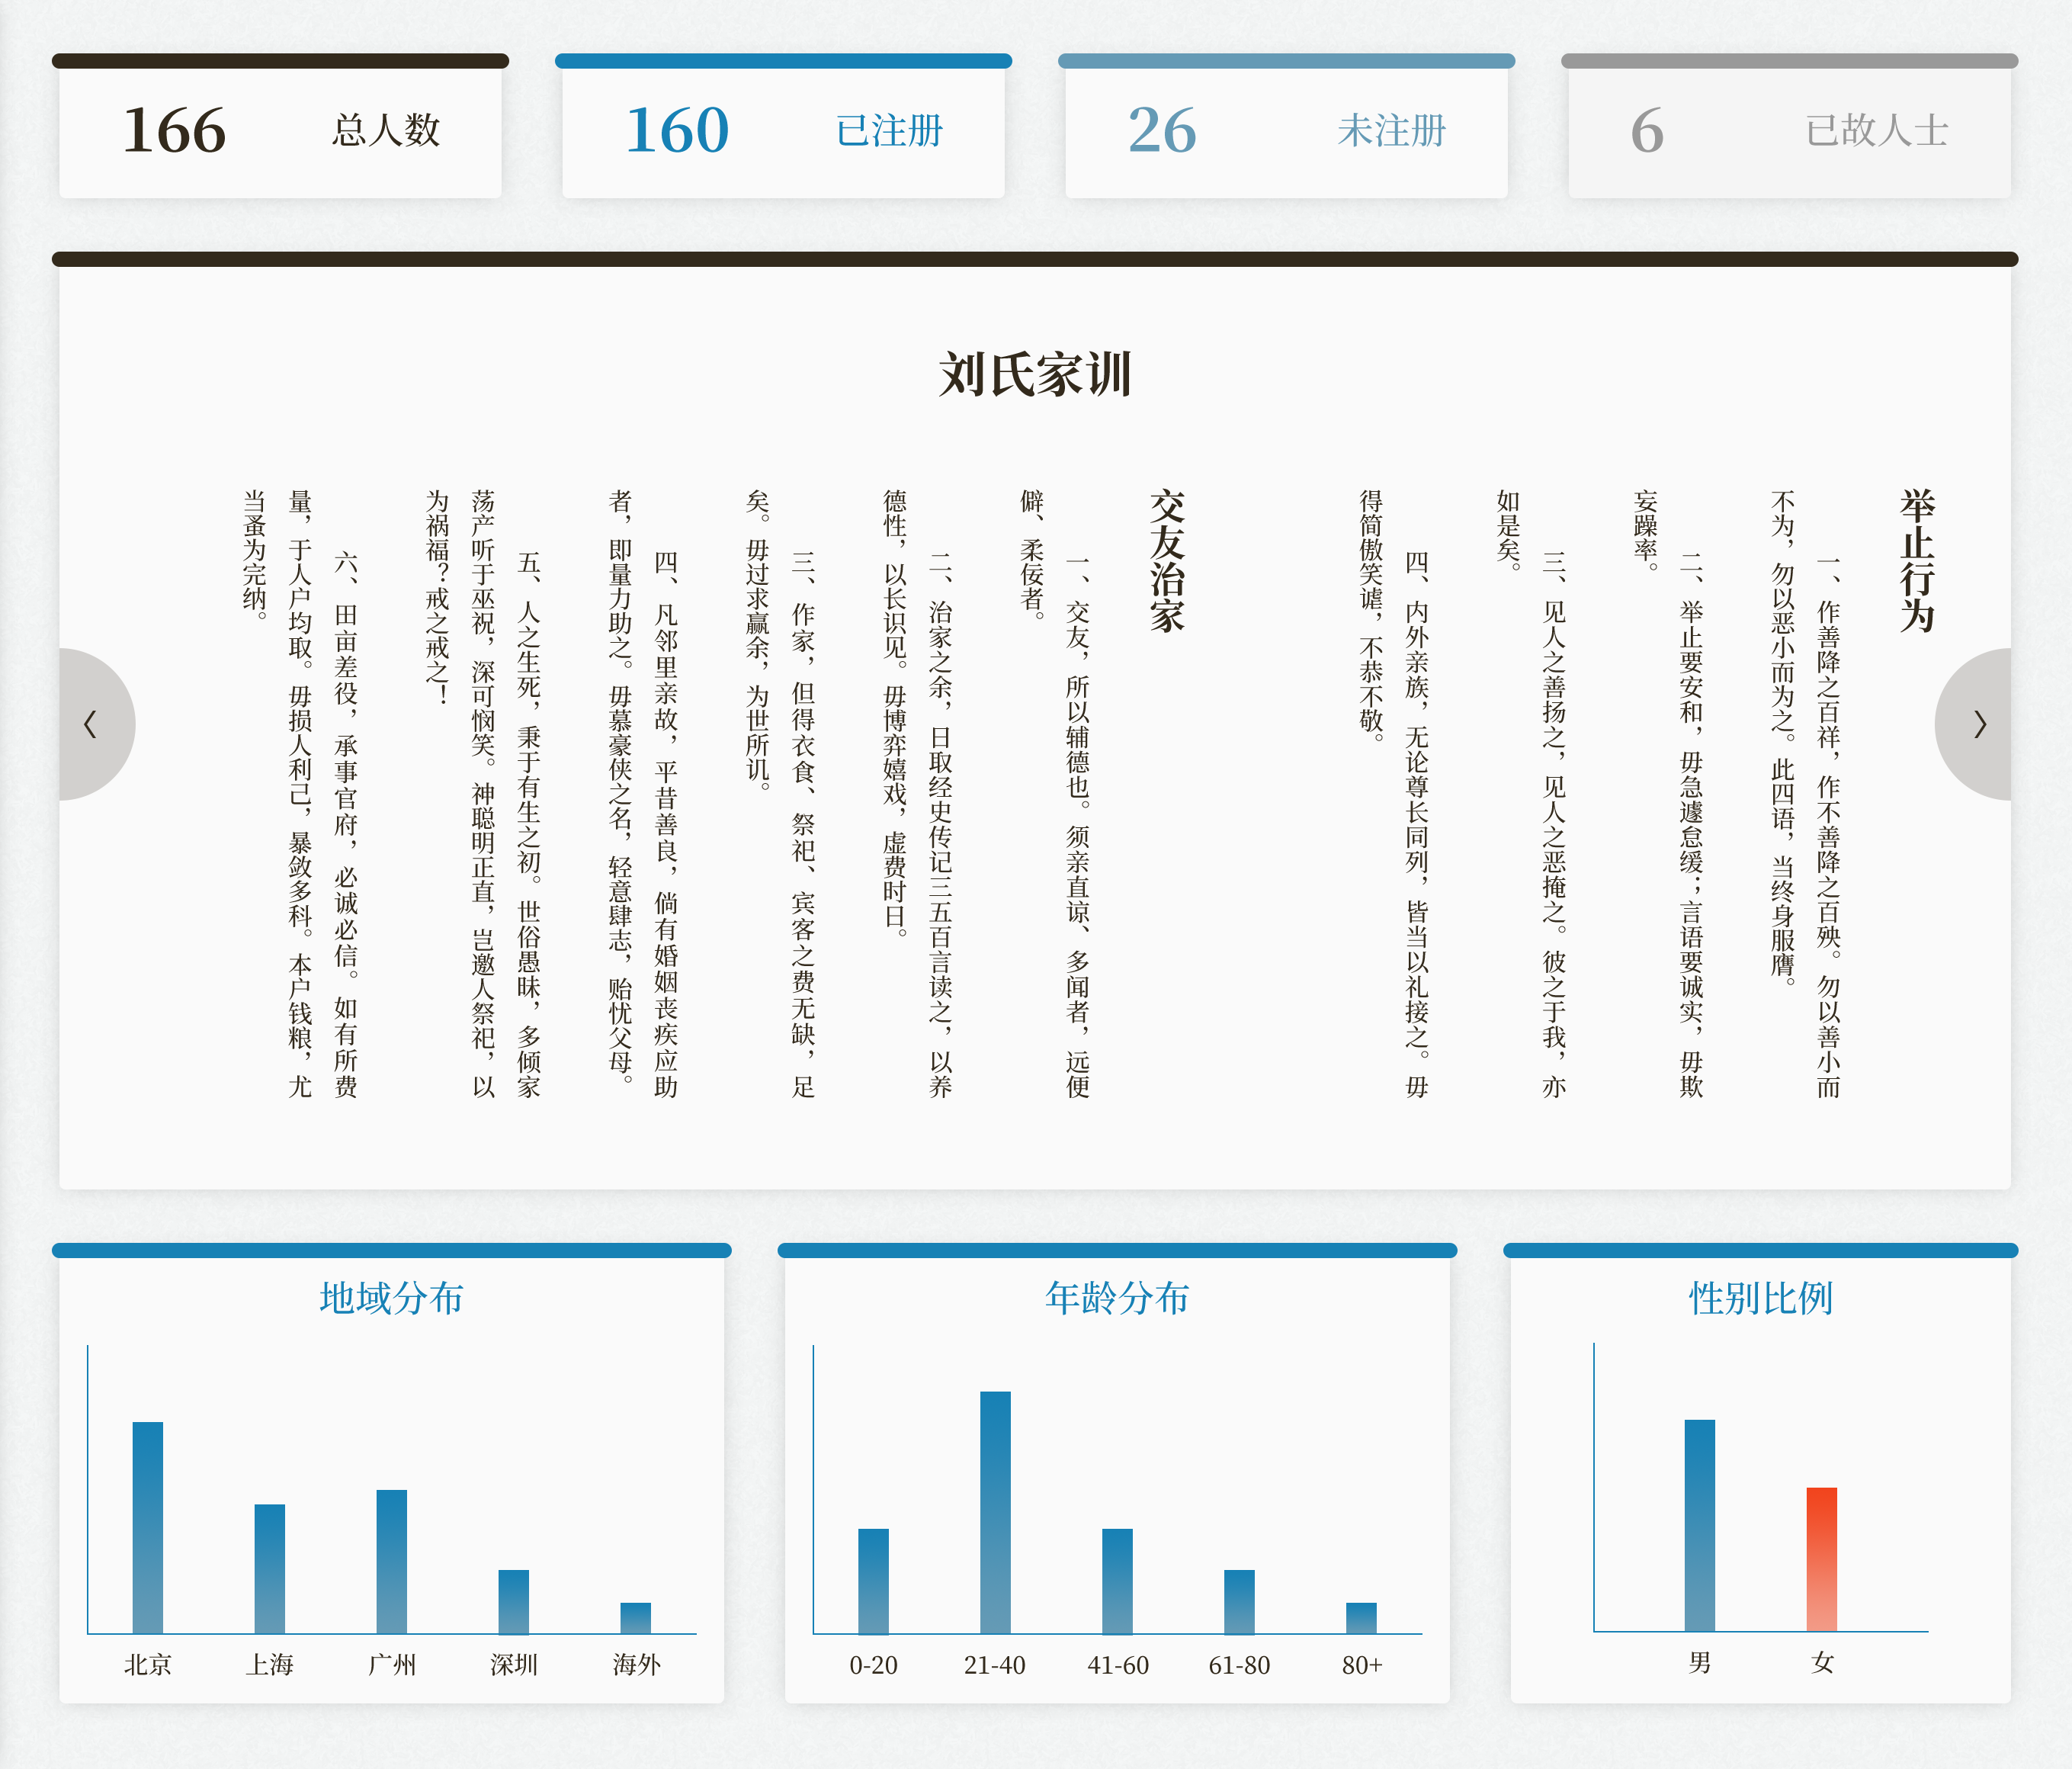 166 总人数
160 已注册
26 未注册
6 已故人士
刘氏家训
举止行为
一、作善降之百祥，作不善降之百殃。勿以善小而
不为，勿以恶小而为之。此四语，当终身服膺。
二、举止要安和，毋急遽怠缓；言语要诚实，毋欺
妄躁率。
三、见人之善扬之，见人之恶掩之。彼之于我，亦
如是矣。
四、内外亲族，无论尊长同列，皆当以礼接之。毋
得简傲笑谑，不恭不敬。
交友治家
一、交友，所以辅德也。须亲直谅、多闻者，远便
僻、柔佞者。
二、治家之余，日取经史传记三五百言读之，以养
德性，以长识见。毋博弈嬉戏，虚费时日。
三、作家，但得衣食、祭祀、宾客之费无缺，足
矣。毋过求赢余，为世所讥。
四、凡邻里亲故，平昔善良，倘有婚姻丧疾应助
者，即量力助之。毋慕豪侠之名，轻意肆志，贻忧父母。
五、人之生死，秉于有生之初。世俗愚昧，多倾家
荡产听于巫祝，深可悯笑。神聪明正直，岂邀人祭祀，以
为祸福？戒之戒之！
六、田亩差役，承事官府，必诚必信。如有所费
量，于人户均取。毋损人利己，暴敛多科。本户钱粮，尤
当蚤为完纳。
地域分布
北京 上海 广州 深圳 海外
年龄分布
0-20 21-40 41-60 61-80 80+
性别比例
男 女